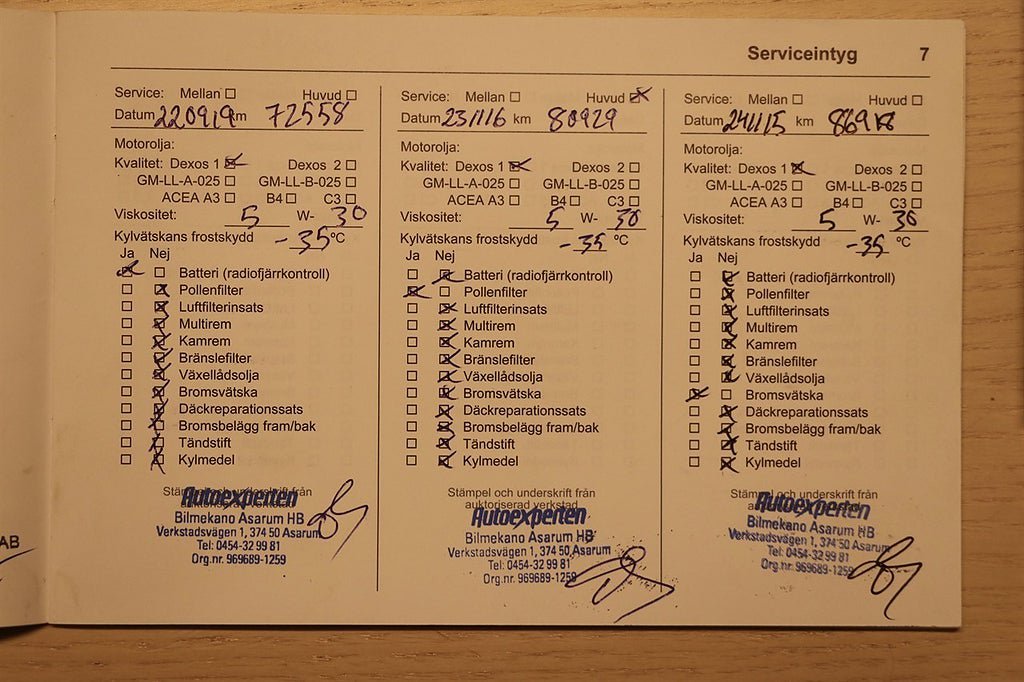 Serviceintyg 7
Service: Mellan ☐ Huvud ☐
Datum 220919 km 72558
Motorolja:
Kvalitet: Dexos 1 ☒ Dexos 2 ☐
GM-LL-A-025 ☐ GM-LL-B-025 ☐
ACEA A3 ☐ B4 ☐ C3 ☐
Viskositet: 5 W- 30
Kylvätskans frostskydd -35 °C
Ja Nej
☒ ☐ Batteri (radiofjärrkontroll)
☐ ☒ Pollenfilter
☐ ☒ Luftfilterinsats
☐ ☒ Multirem
☐ ☒ Kamrem
☐ ☒ Bränslefilter
☐ ☒ Växellådsolja
☐ ☒ Bromsvätska
☐ ☒ Däckreparationssats
☐ ☒ Bromsbelägg fram/bak
☐ ☒ Tändstift
☐ ☒ Kylmedel
Stämpel och underskrift från
auktoriserad verkstad
Autoexperten
Bilmekano Asarum HB
Verkstadsvägen 1, 374 50 Asarum
Tel: 0454-32 99 81
Org.nr. 969689-1259
Service: Mellan ☐ Huvud ☒
Datum 231116 km 80929
Motorolja:
Kvalitet: Dexos 1 ☒ Dexos 2 ☐
GM-LL-A-025 ☐ GM-LL-B-025 ☐
ACEA A3 ☐ B4 ☐ C3 ☐
Viskositet: 5 W- 30
Kylvätskans frostskydd -35 °C
Ja Nej
☐ ☒ Batteri (radiofjärrkontroll)
☒ ☐ Pollenfilter
☐ ☒ Luftfilterinsats
☐ ☒ Multirem
☐ ☒ Kamrem
☐ ☒ Bränslefilter
☐ ☒ Växellådsolja
☐ ☒ Bromsvätska
☐ ☒ Däckreparationssats
☐ ☒ Bromsbelägg fram/bak
☐ ☒ Tändstift
☐ ☒ Kylmedel
Stämpel och underskrift från
auktoriserad verkstad
Autoexperten
Bilmekano Asarum HB
Verkstadsvägen 1, 374 50 Asarum
Tel: 0454-32 99 81
Org.nr. 969689-1259
Service: Mellan ☐ Huvud ☐
Datum 241115 km
Motorolja:
Kvalitet: Dexos 1 ☒ Dexos 2 ☐
GM-LL-A-025 ☐ GM-LL-B-025 ☐
ACEA A3 ☐ B4 ☐ C3 ☐
Viskositet: 5 W- 30
Kylvätskans frostskydd -35 °C
Ja Nej
☐ ☒ Batteri (radiofjärrkontroll)
☐ ☒ Pollenfilter
☐ ☒ Luftfilterinsats
☐ ☒ Multirem
☐ ☒ Kamrem
☐ ☒ Bränslefilter
☐ ☒ Växellådsolja
☒ ☐ Bromsvätska
☐ ☒ Däckreparationssats
☐ ☒ Bromsbelägg fram/bak
☐ ☒ Tändstift
☐ ☒ Kylmedel
Stämpel och underskrift från
Autoexperten
Bilmekano Asarum HB
Verkstadsvägen 1, 374 50 Asarum
Tel: 0454-32 99 81
Org.nr. 969689-1259
AB